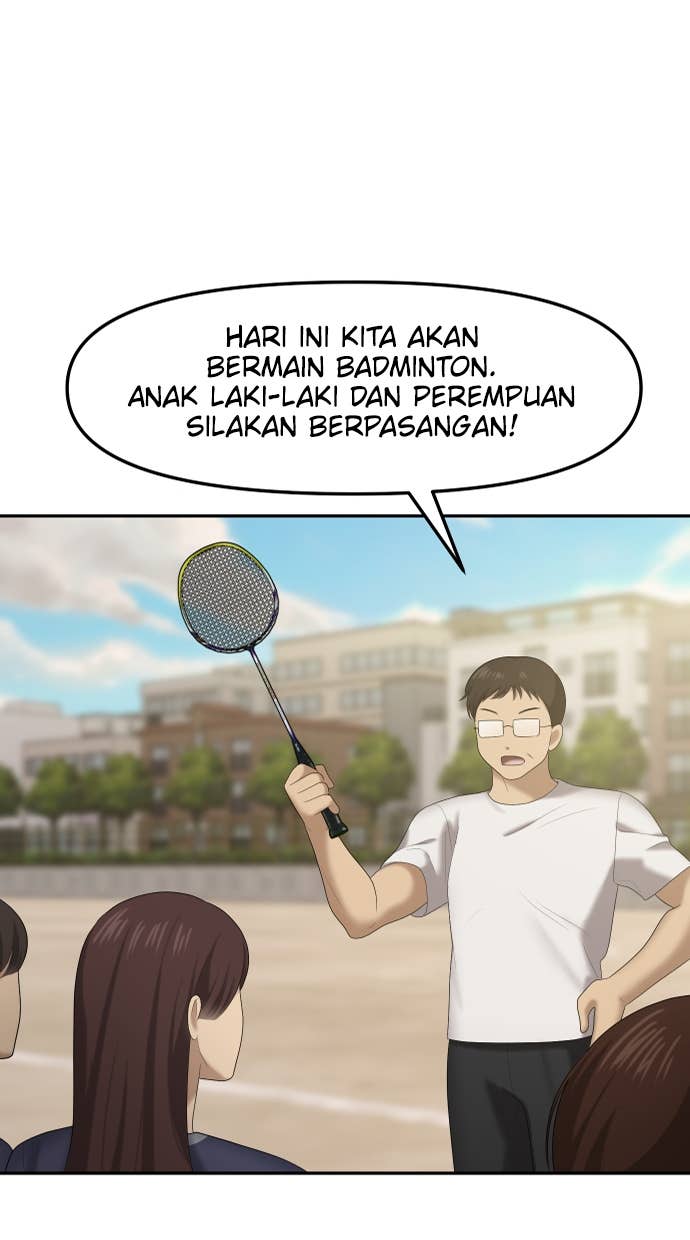 HARI INI KITA AKAN
BERMAIN BADMINTON.
ANAK LAKI-LAKI DAN PEREMPUAN
SILAKAN BERPASANGAN!